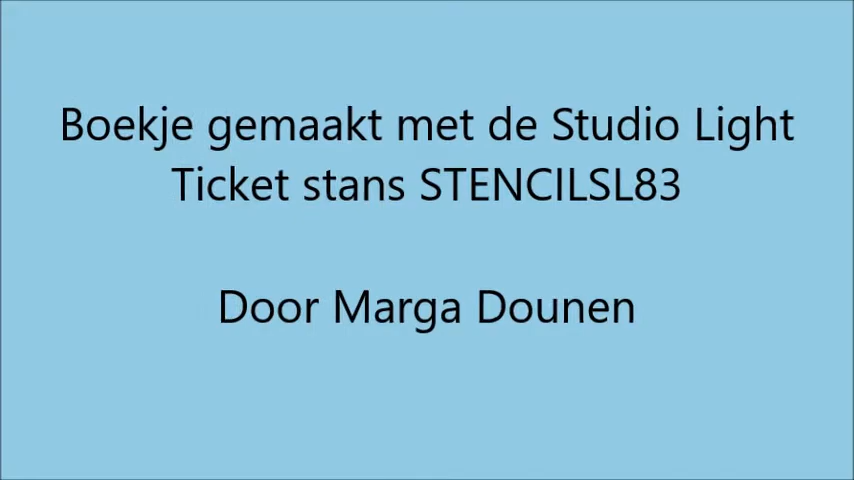 Boekje gemaakt met de Studio Light
Ticket stans STENCILSL83
Door Marga Dounen